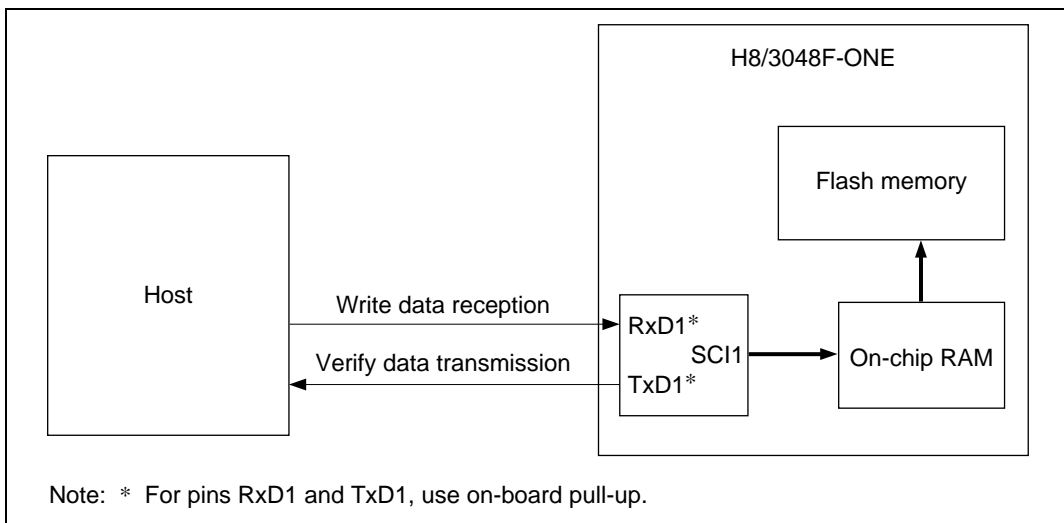 H8/3048F-ONE
Flash memory
Host
Write data reception
RxD1*
SCI1
On-chip RAM
Verify data transmission
TxD1*
Note: * For pins RxD1 and TxD1, use on-board pull-up.